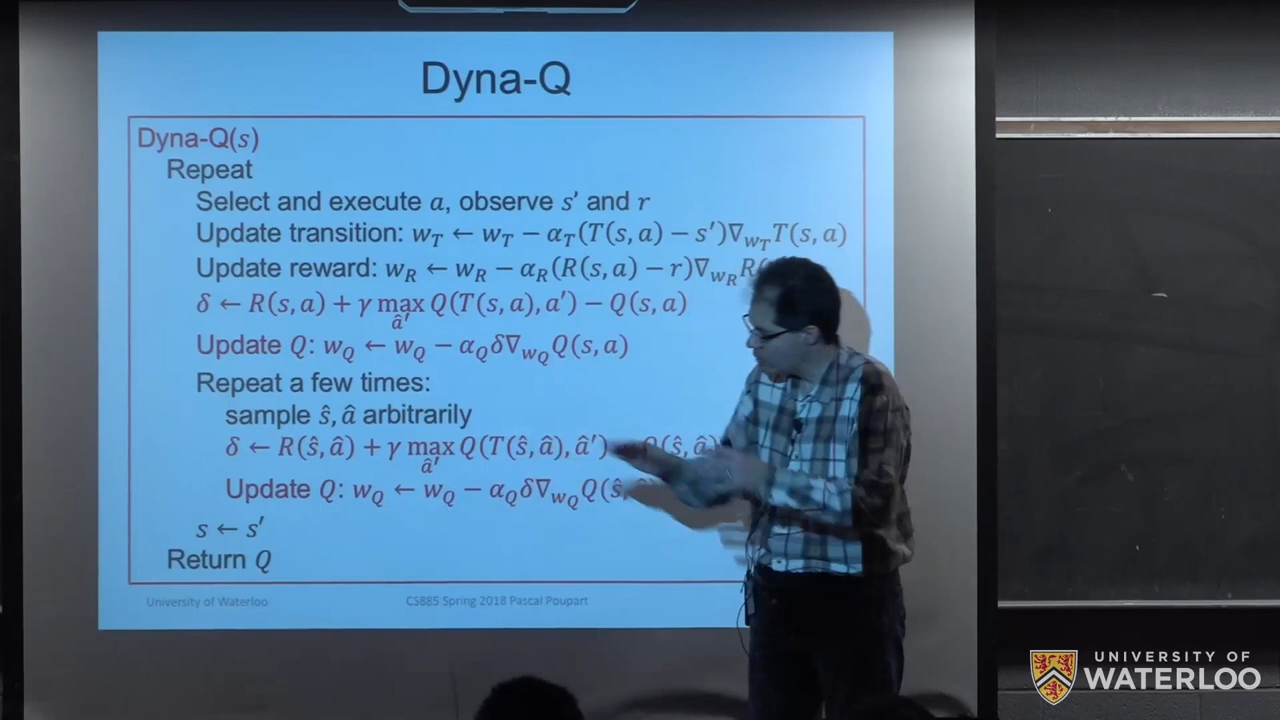 Dyna-Q
Dyna-Q(s)
Repeat
Select and execute a, observe s′ and r
Update transition: w_T ← w_T − α_T(T(s, a) − s′)∇_{w_T}T(s, a)
Update reward: w_R ← w_R − α_R(R(s, a) − r)∇_{w_R}R(
δ ← R(s, a) + γ max_{â′} Q(T(s, a), a′) − Q(s, a)
Update Q: w_Q ← w_Q − α_Qδ∇_{w_Q}Q(s, a)
Repeat a few times:
sample ŝ, â arbitrarily
δ ← R(ŝ, â) + γ max_{â′} Q(T(ŝ, â), â′) Q(ŝ, â)
Update Q: w_Q ← w_Q − α_Qδ∇_{w_Q}Q(ŝ,
s ← s′
Return Q
University of Waterloo CS885 Spring 2018 Pascal Poupart
UNIVERSITY OF
WATERLOO